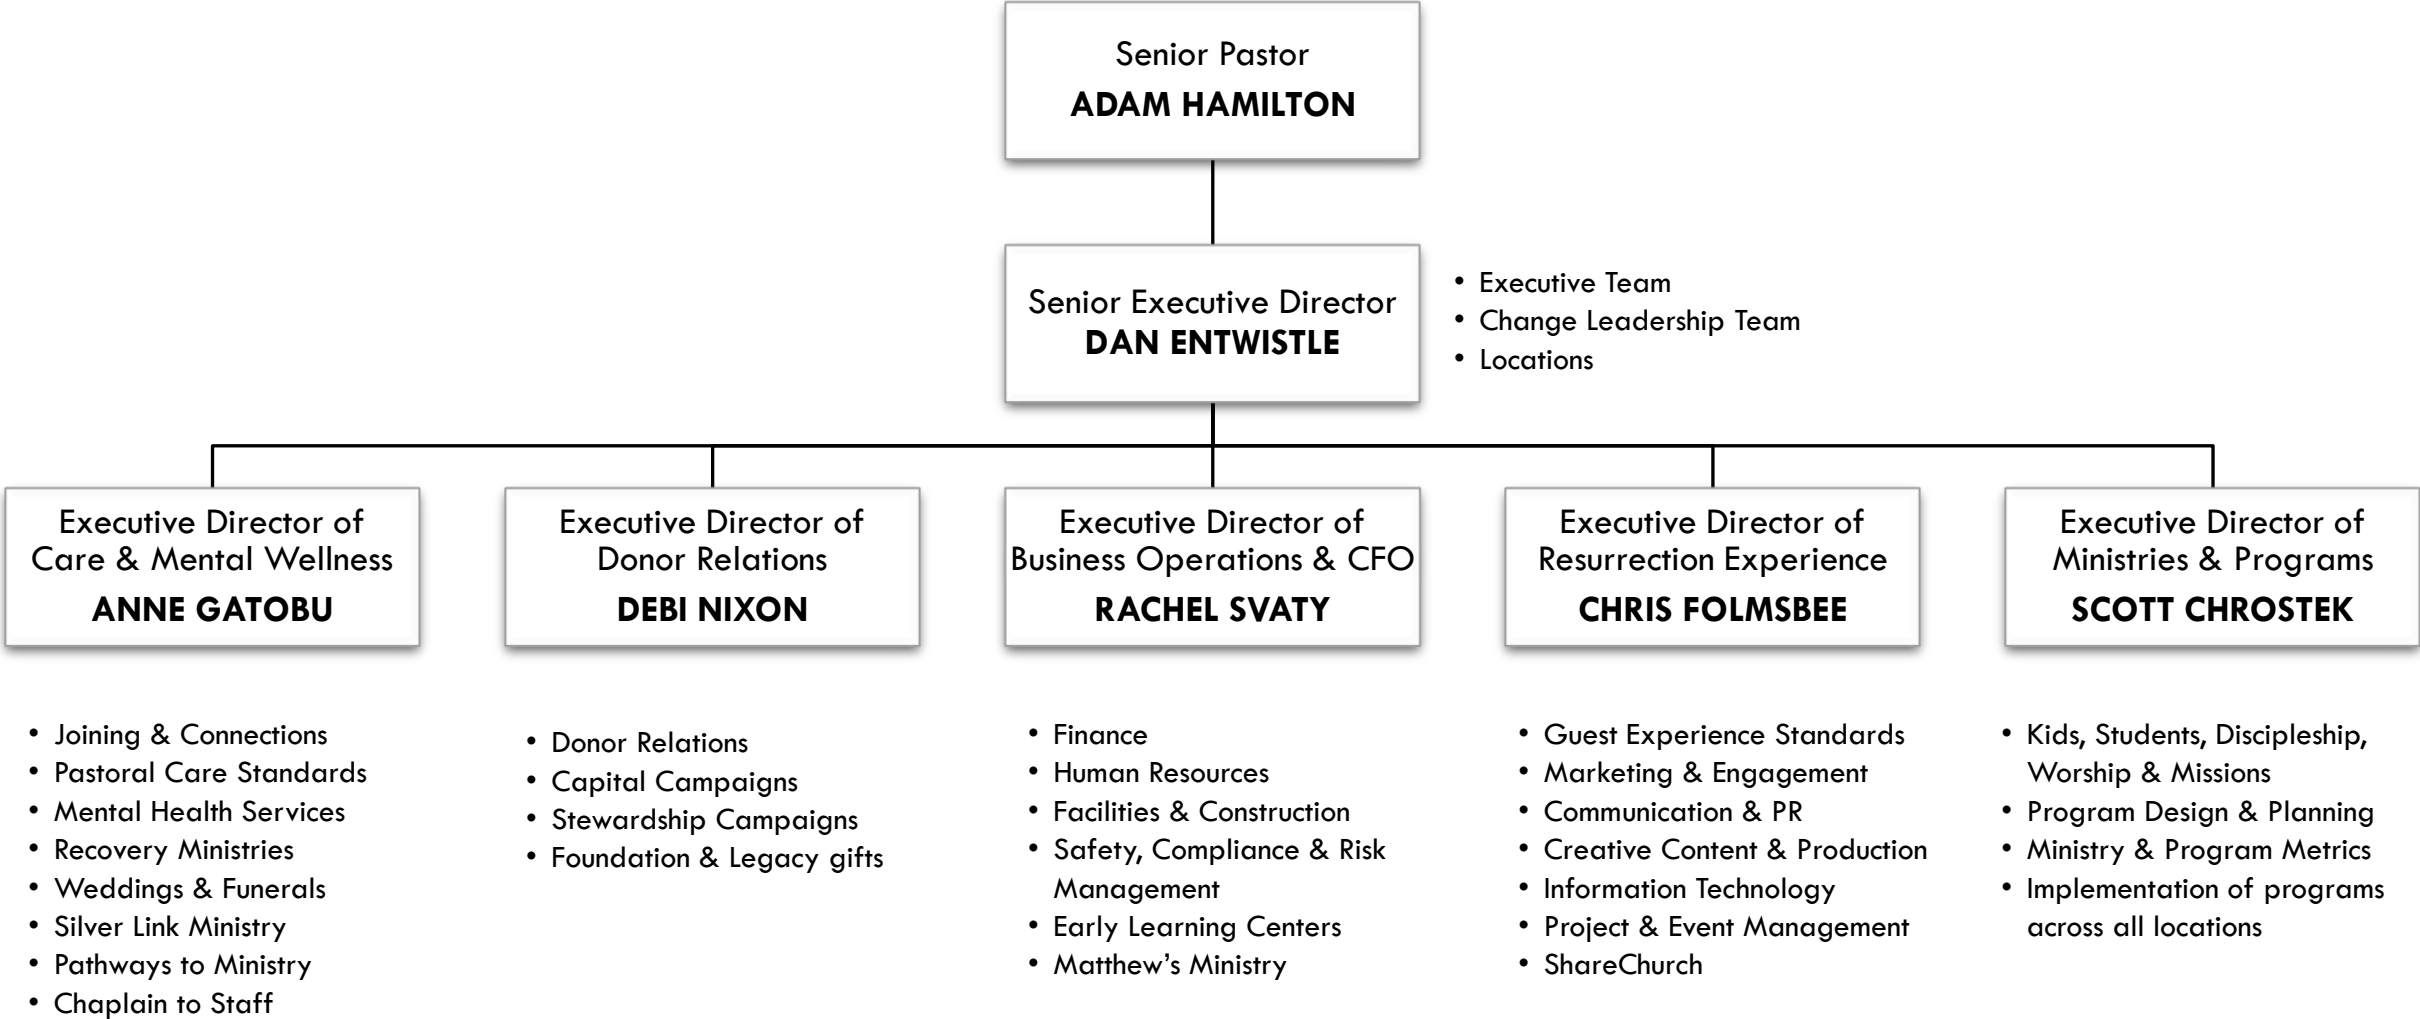 Senior Pastor
ADAM HAMILTON
Senior Executive Director
DAN ENTWISTLE
• Executive Team
• Change Leadership Team
• Locations
Executive Director of
Care & Mental Wellness
ANNE GATOBU
Executive Director of
Donor Relations
DEBI NIXON
Executive Director of
Business Operations & CFO
RACHEL SVATY
Executive Director of
Resurrection Experience
CHRIS FOLMSBEE
Executive Director of
Ministries & Programs
SCOTT CHROSTEK
• Joining & Connections
• Pastoral Care Standards
• Mental Health Services
• Recovery Ministries
• Weddings & Funerals
• Silver Link Ministry
• Pathways to Ministry
• Chaplain to Staff
• Donor Relations
• Capital Campaigns
• Stewardship Campaigns
• Foundation & Legacy gifts
• Finance
• Human Resources
• Facilities & Construction
• Safety, Compliance & Risk
Management
• Early Learning Centers
• Matthew’s Ministry
• Guest Experience Standards
• Marketing & Engagement
• Communication & PR
• Creative Content & Production
• Information Technology
• Project & Event Management
• ShareChurch
• Kids, Students, Discipleship,
Worship & Missions
• Program Design & Planning
• Ministry & Program Metrics
• Implementation of programs
across all locations